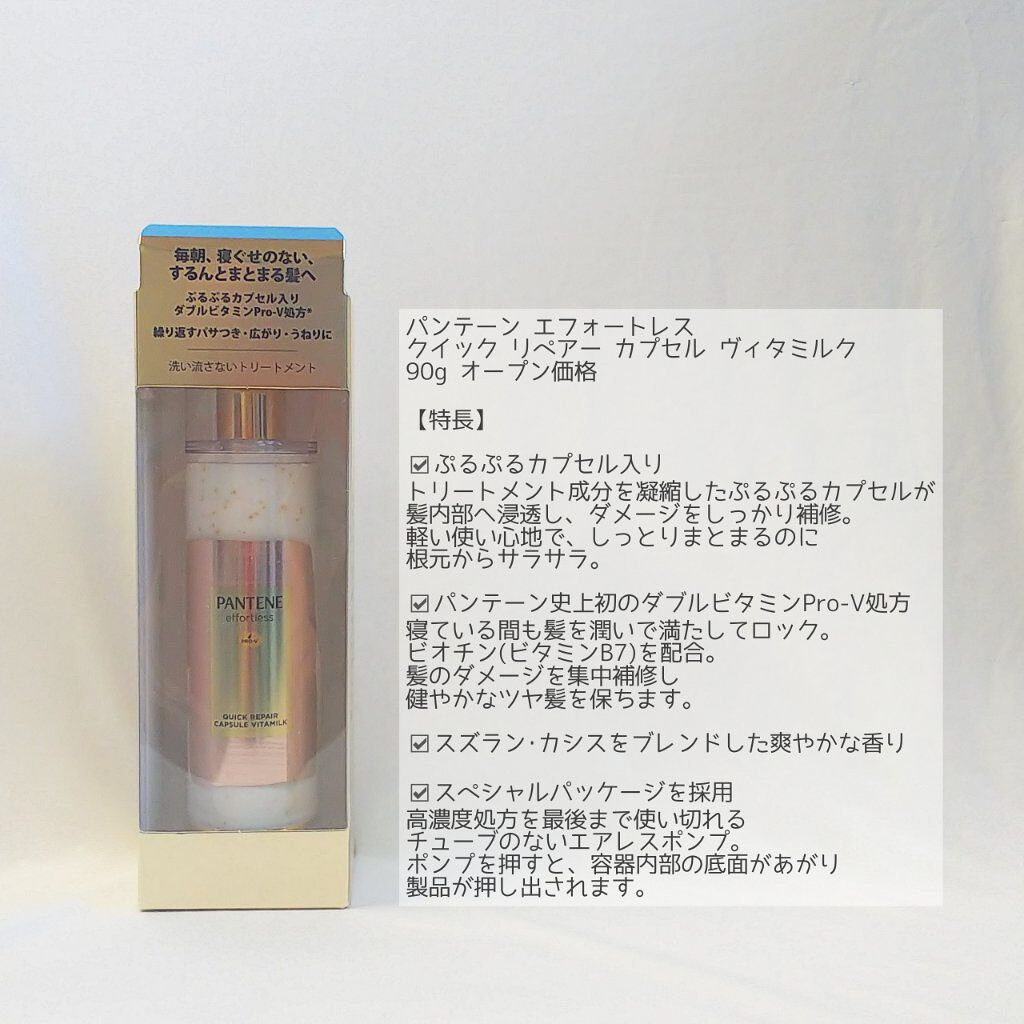 毎朝、寝ぐせのない、
するんとまとまる髪へ
ぷるぷるカプセル入り
ダブルビタミンPro-V処方*
繰り返すパサつき・広がり・うねりに
洗い流さないトリートメント
PANTENE
effortless
PRO-V
QUICK REPAIR
CAPSULE VITAMILK
パンテーン エフォートレス
クイック リペアー カプセル ヴィタミルク
90g オープン価格
【特長】
☑ぷるぷるカプセル入り
トリートメント成分を凝縮したぷるぷるカプセルが
髪内部へ浸透し、ダメージをしっかり補修。
軽い使い心地で、しっとりまとまるのに
根元からサラサラ。
☑パンテーン史上初のダブルビタミンPro-V処方
寝ている間も髪を潤いで満たしてロック。
ビオチン(ビタミンB7)を配合。
髪のダメージを集中補修し
健やかなツヤ髪を保ちます。
☑スズラン･カシスをブレンドした爽やかな香り
☑スペシャルパッケージを採用
高濃度処方を最後まで使い切れる
チューブのないエアレスポンプ。
ポンプを押すと、容器内部の底面があがり
製品が押し出されます。